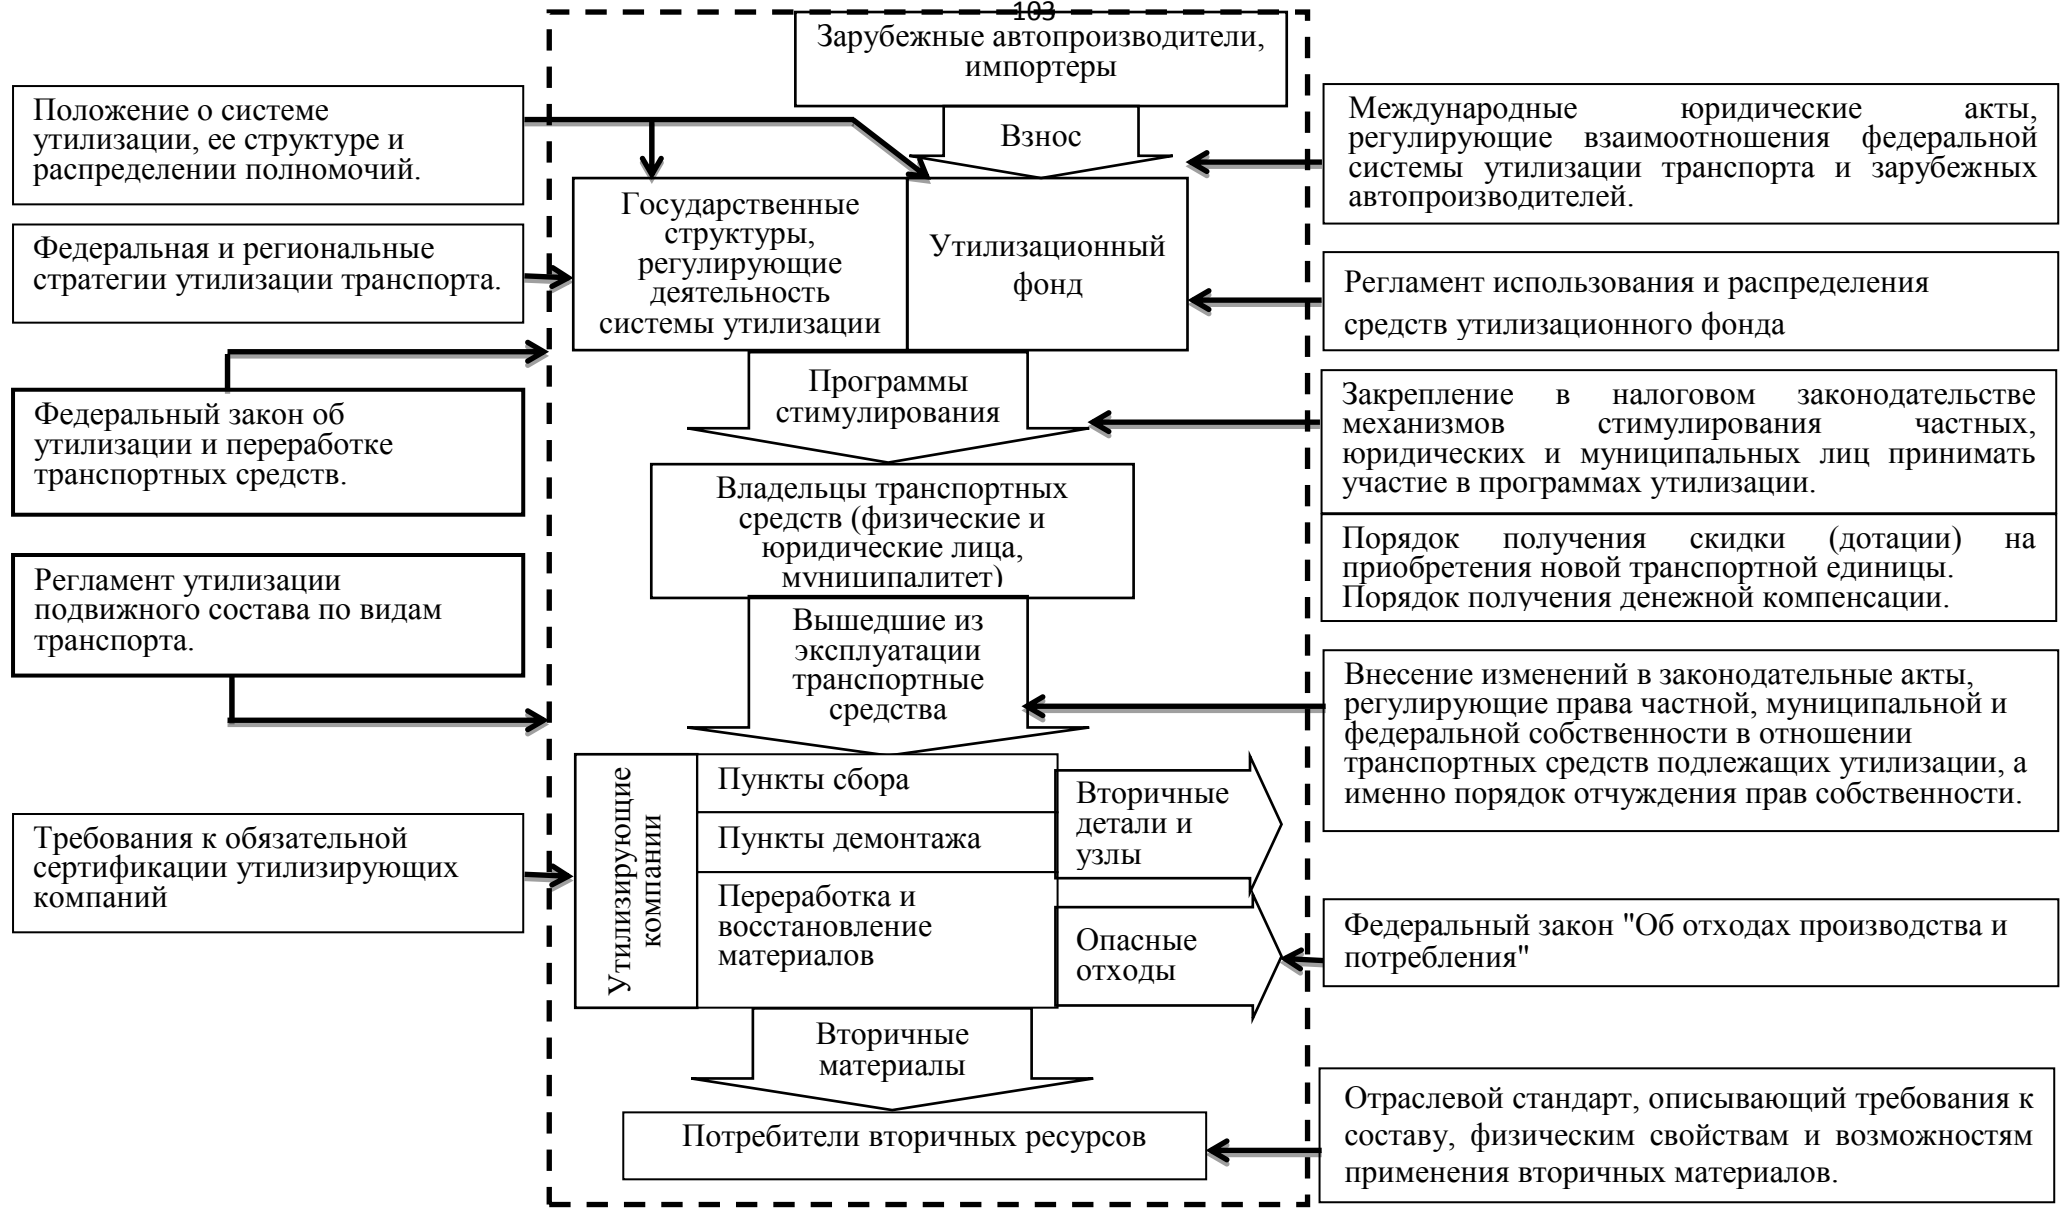 103
Зарубежные автопроизводители,
импортеры
Взнос
Положение о системе
утилизации, ее структуре и
распределении полномочий.
Федеральная и региональные
стратегии утилизации транспорта.
Федеральный закон об
утилизации и переработке
транспортных средств.
Регламент утилизации
подвижного состава по видам
транспорта.
Требования к обязательной
сертификации утилизирующих
компаний
Государственные
структуры,
регулирующие
деятельность
системы утилизации
Утилизационный
фонд
Программы
стимулирования
Владельцы транспортных
средств (физические и
юридические лица,
муниципалитет)
Вышедшие из
эксплуатации
транспортные
средства
Утилизирующие
компании
Пункты сбора
Пункты демонтажа
Переработка и
восстановление
материалов
Вторичные
детали и
узлы
Опасные
отходы
Вторичные
материалы
Потребители вторичных ресурсов
Международные юридические акты,
регулирующие взаимоотношения федеральной
системы утилизации транспорта и зарубежных
автопроизводителей.
Регламент использования и распределения
средств утилизационного фонда
Закрепление в налоговом законодательстве
механизмов стимулирования частных,
юридических и муниципальных лиц принимать
участие в программах утилизации.
Порядок получения скидки (дотации) на
приобретения новой транспортной единицы.
Порядок получения денежной компенсации.
Внесение изменений в законодательные акты,
регулирующие права частной, муниципальной и
федеральной собственности в отношении
транспортных средств подлежащих утилизации, а
именно порядок отчуждения прав собственности.
Федеральный закон "Об отходах производства и
потребления"
Отраслевой стандарт, описывающий требования к
составу, физическим свойствам и возможностям
применения вторичных материалов.